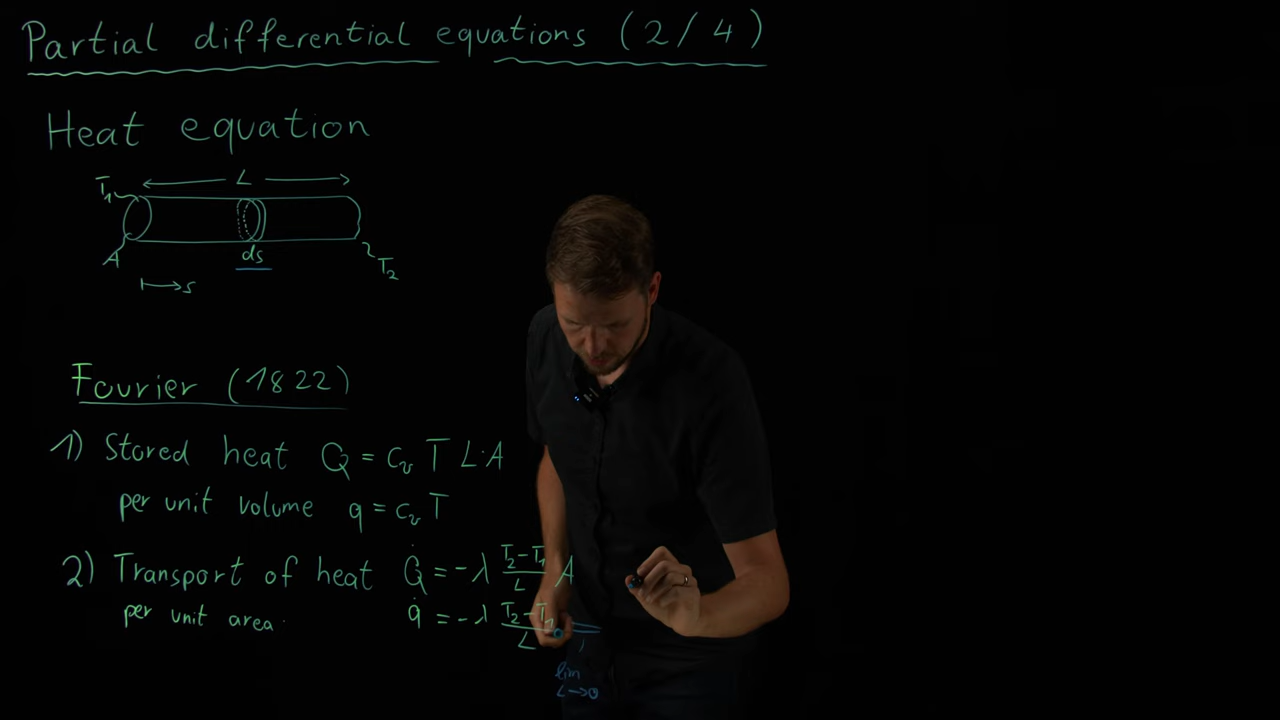 Partial differential equations (2/4)
Heat equation
T₁
L
A
ds
T₂
s
Fourier (1822)
1) Stored heat Q = cᵥ T L·A
per unit volume q = cᵥ T
2) Transport of heat Q̇ = -λ (T₂-T₁)/L A
per unit area. q̇ = -λ (T₂-T₁)/L =
lim
L→0